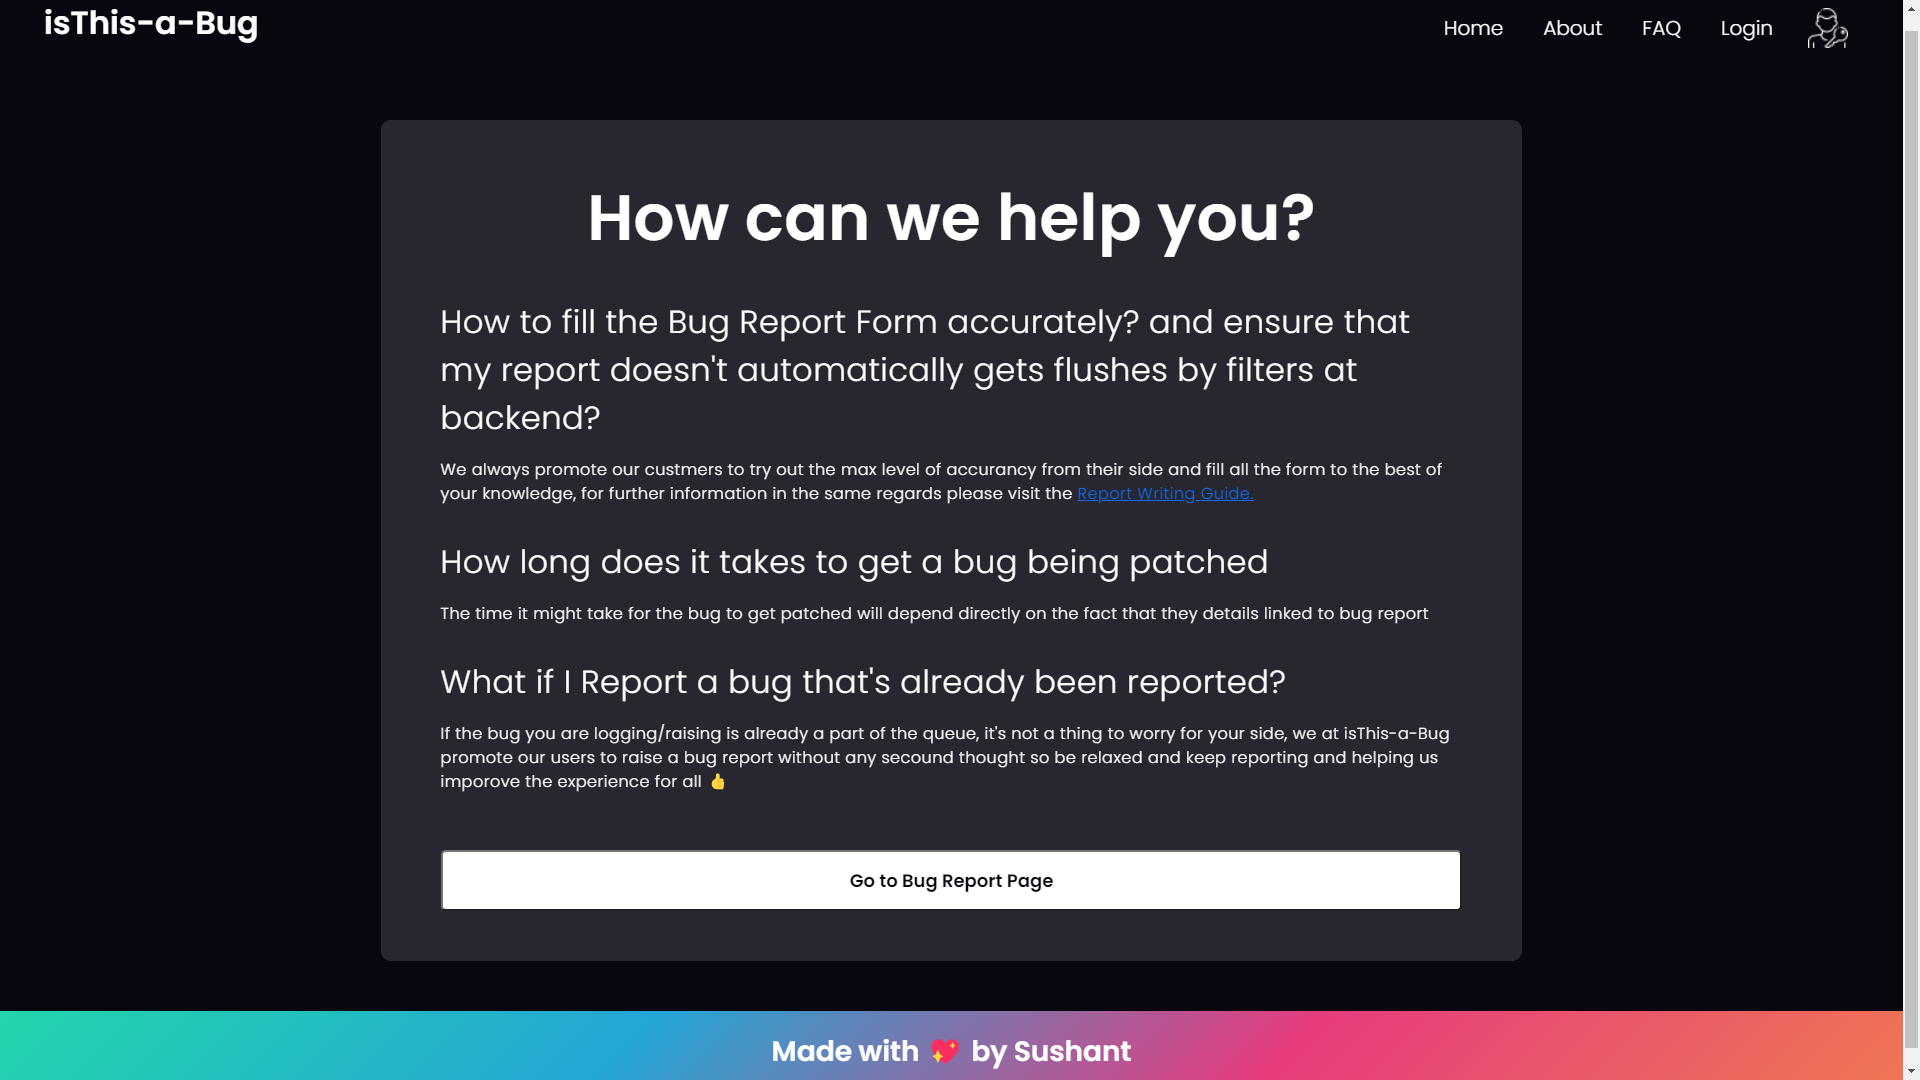 isThis-a-Bug
Home About FAQ Login
How can we help you?
How to fill the Bug Report Form accurately? and ensure that
my report doesn't automatically gets flushes by filters at
backend?
We always promote our custmers to try out the max level of accurancy from their side and fill all the form to the best of
your knowledge, for further information in the same regards please visit the Report Writing Guide.
How long does it takes to get a bug being patched
The time it might take for the bug to get patched will depend directly on the fact that they details linked to bug report
What if I Report a bug that's already been reported?
If the bug you are logging/raising is already a part of the queue, it's not a thing to worry for your side, we at isThis-a-Bug
promote our users to raise a bug report without any secound thought so be relaxed and keep reporting and helping us
imporove the experience for all 👍
Go to Bug Report Page
Made with 💖 by Sushant